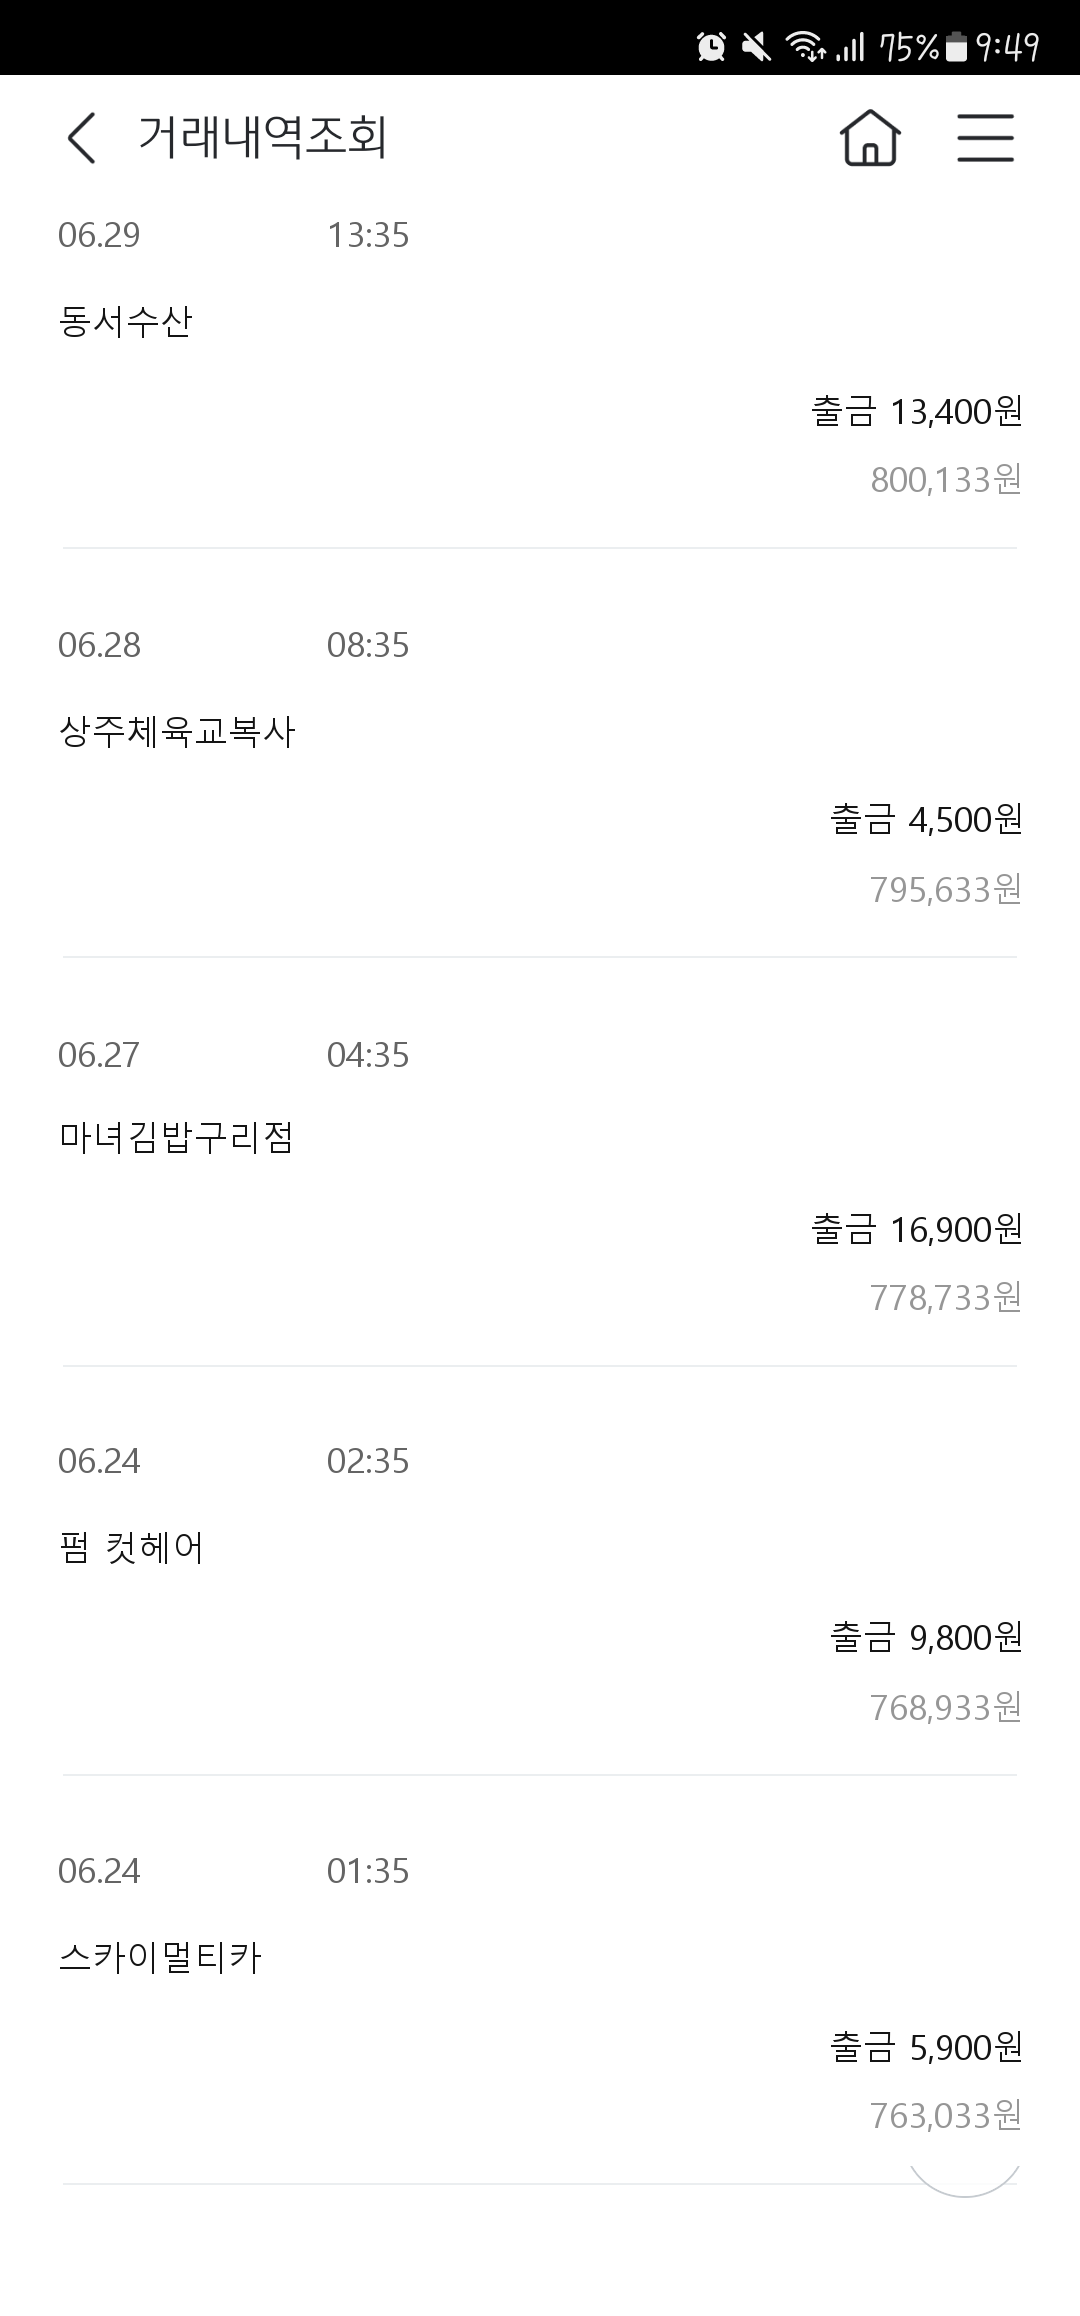 75% 9:49
거래내역조회
06.29 13:35
동서수산
출금 13,400원
800,133원
06.28 08:35
상주체육교복사
출금 4,500원
795,633원
06.27 04:35
마녀김밥구리점
출금 16,900원
778,733원
06.24 02:35
펌 컷헤어
출금 9,800원
768,933원
06.24 01:35
스카이멀티카
출금 5,900원
763,033원